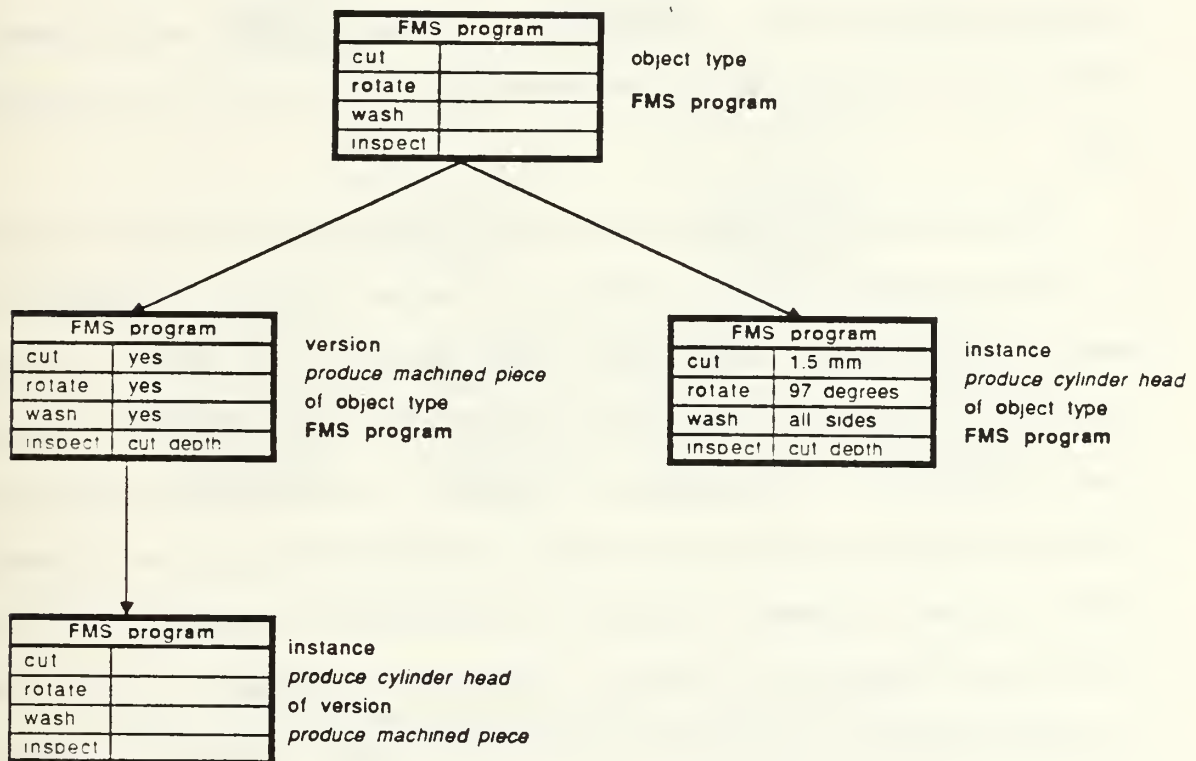 FMS program
cut
rotate
wash
inspect
object type
FMS program
FMS program
cut yes
rotate yes
wash yes
inspect cut depth
version
produce machined piece
of object type
FMS program
FMS program
cut 1.5 mm
rotate 97 degrees
wash all sides
inspect cut depth
instance
produce cylinder head
of object type
FMS program
FMS program
cut
rotate
wash
inspect
instance
produce cylinder head
of version
produce machined piece